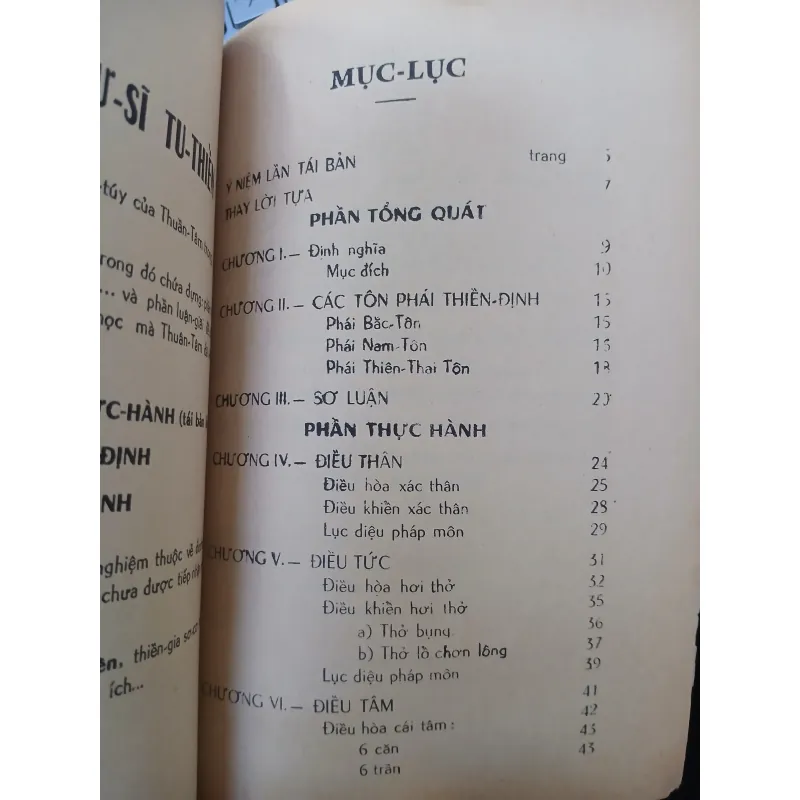 Ư-SĨ TU-THIỀN
-túy của Thuần-Tâm
rong đó chứa dựng:
... và phần luận-giải
học mà Thuần-Tâm
ỰC-HÀNH (tái bản
ĐỊNH
NH
nghiệm thuộc về
chưa được tiếp
ền, thiền-gia
ích...
MỤC-LỤC
Ý NIỆM LẦN TÁI BẢN trang 5
THAY LỜI TỰA 7
PHẦN TỔNG QUÁT
CHƯƠNG I.— Định nghĩa 9
Mục đích 10
CHƯƠNG II.— CÁC TÔN PHÁI THIỀN-ĐỊNH 15
Phái Bắc-Tôn 15
Phái Nam-Tôn 15
Phái Thiên-Thai Tôn 18
CHƯƠNG III.— SƠ LUẬN 20
PHẦN THỰC HÀNH
CHƯƠNG IV.— ĐIỀU THÂN 24
Điều hòa xác thân 25
Điều khiển xác thân 28
Lục diệu pháp môn 29
CHƯƠNG V.— ĐIỀU TỨC 31
Điều hòa hơi thở 32
Điều khiển hơi thở 35
a) Thở bụng 36
b) Thở lỗ chơn lông 37
Lục diệu pháp môn 39
CHƯƠNG VI.— ĐIỀU TÂM 41
Điều hòa cái tâm: 42
6 căn 43
6 trần 43